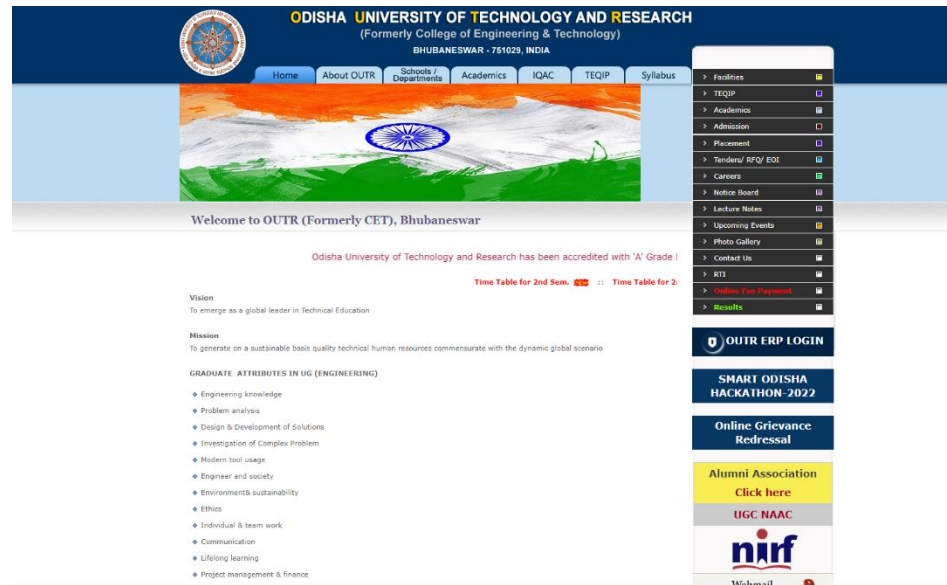 ODISHA UNIVERSITY OF TECHNOLOGY AND RESEARCH
(Formerly College of Engineering & Technology)
BHUBANESWAR - 751029, INDIA
Home
About OUTR
Schools / Departments
Academics
IQAC
TEQIP
Syllabus
Welcome to OUTR (Formerly CET), Bhubaneswar
Odisha University of Technology and Research has been accredited with 'A' Grade
Time Table for 2nd Sem. :: Time Table for 2
Vision
To emerge as a global leader in Technical Education
Mission
To generate on a sustainable basis quality technical human resources commensurate with the dynamic global scenario
GRADUATE ATTRIBUTES IN UG (ENGINEERING)
Engineering knowledge
Problem analysis
Design & Development of Solutions
Investigation of Complex Problem
Modern tool usage
Engineer and society
Environment& sustainability
Ethics
Individual & team work
Communication
Lifelong learning
Project management & finance
Facilities
TEQIP
Academics
Admission
Placement
Tenders/ RFQ/ EOI
Careers
Notice Board
Lecture Notes
Upcoming Events
Photo Gallery
Contact Us
RTI
Online Fee Payment
Results
OUTR ERP LOGIN
SMART ODISHA
HACKATHON-2022
Online Grievance
Redressal
Alumni Association
Click here
UGC NAAC
nirf
Webmail